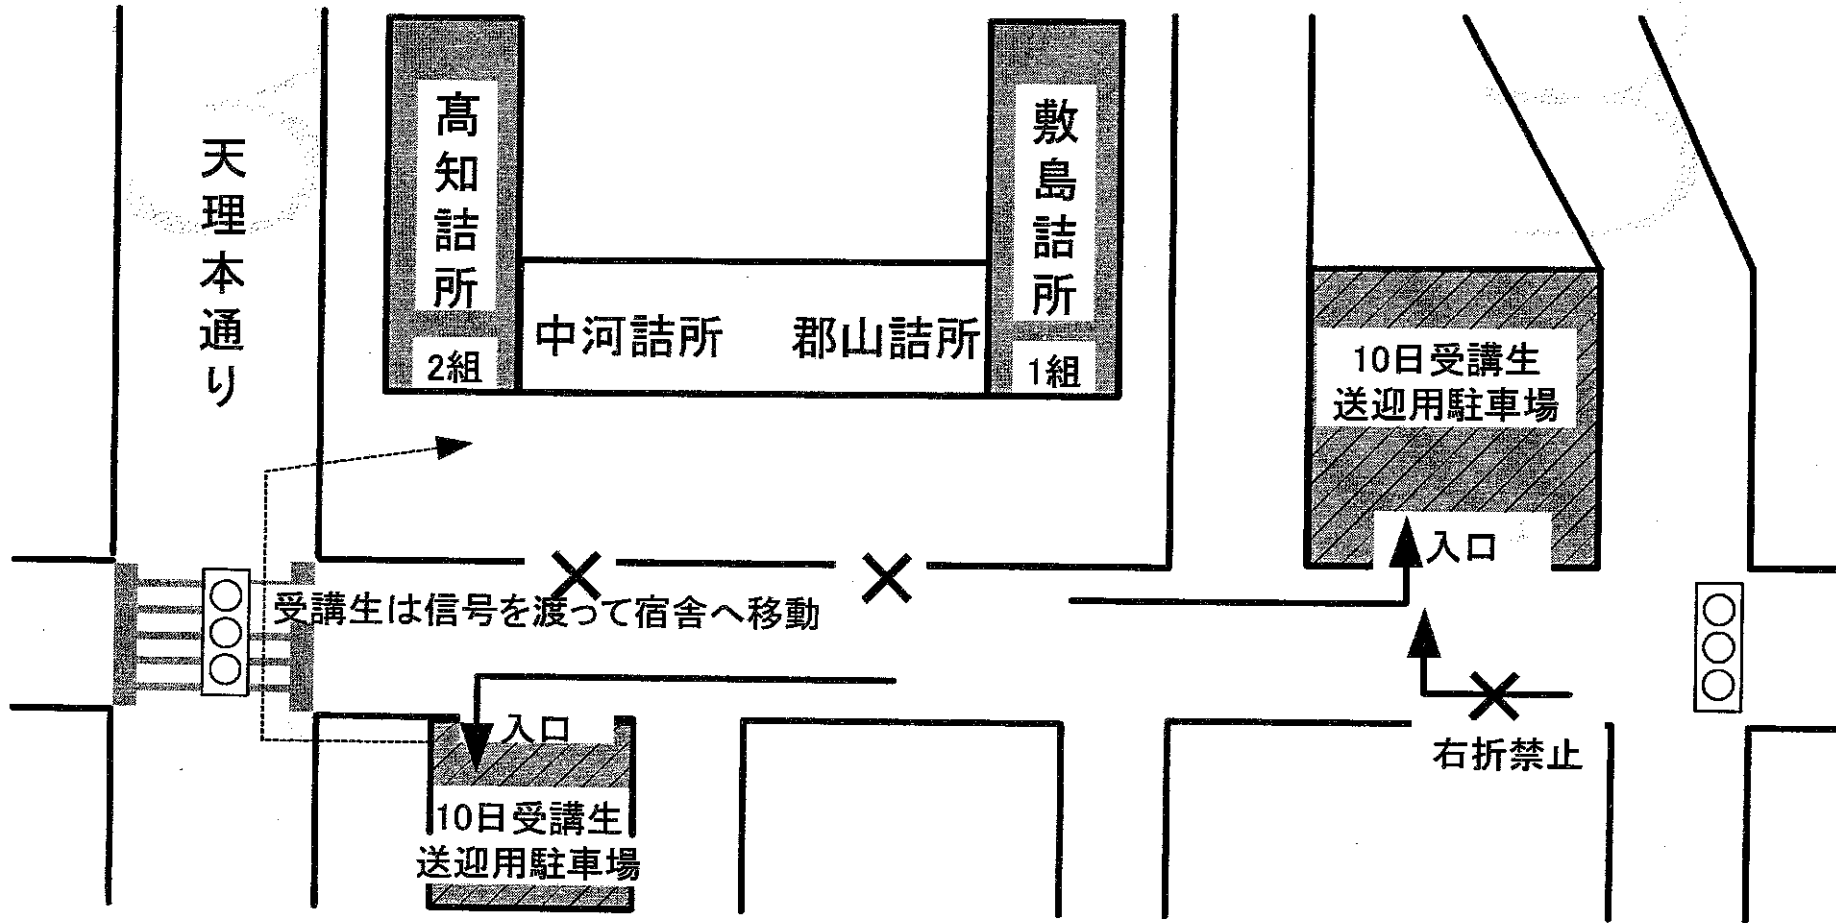 天理本通り
高知詰所
2組
中河詰所
郡山詰所
敷島詰所
1組
10日受講生
送迎用駐車場
入口
受講生は信号を渡って宿舎へ移動
入口
右折禁止
10日受講生
送迎用駐車場